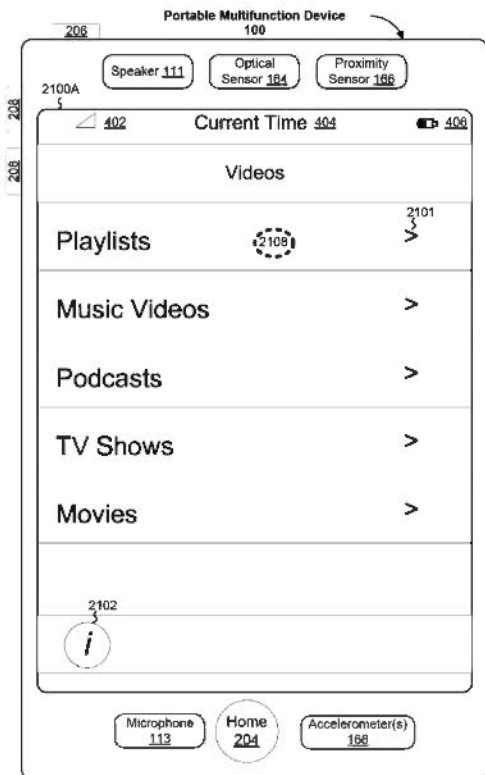 Portable Multifunction Device
100
206
Speaker 111
Optical
Sensor 164
Proximity
Sensor 166
2100A
208
208
402
Current Time 404
406
Videos
2101
Playlists
2108
>
Music Videos
>
Podcasts
>
TV Shows
>
Movies
>
2102
i
Microphone
113
Home
204
Accelerometer(s)
168